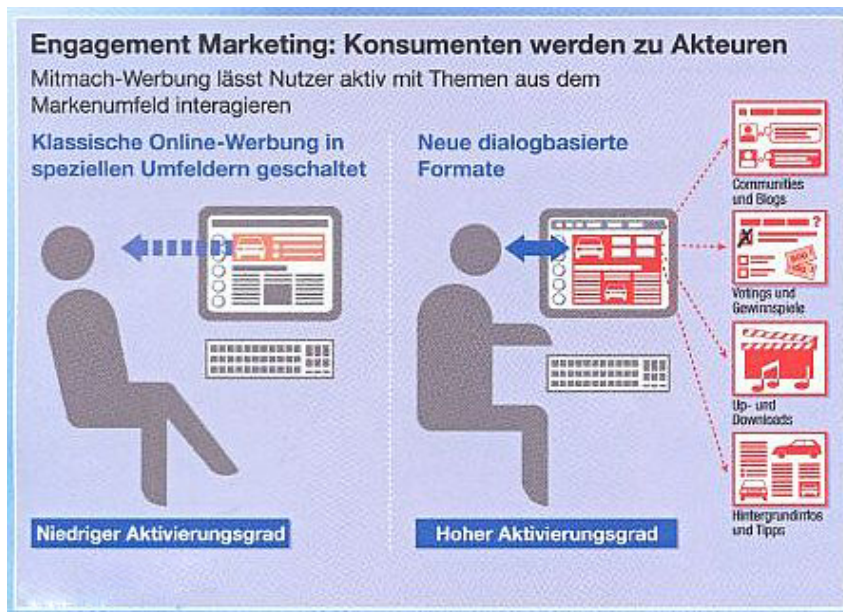 Engagement Marketing: Konsumenten werden zu Akteuren
Mitmach-Werbung lässt Nutzer aktiv mit Themen aus dem
Markenumfeld interagieren
Klassische Online-Werbung in
speziellen Umfeldern geschaltet
Neue dialogbasierte
Formate
Communities
und Blogs
?
Votings und
Gewinnspiele
Up- und
Downloads
Hintergrundinfos
und Tipps
Niedriger Aktivierungsgrad
Hoher Aktivierungsgrad